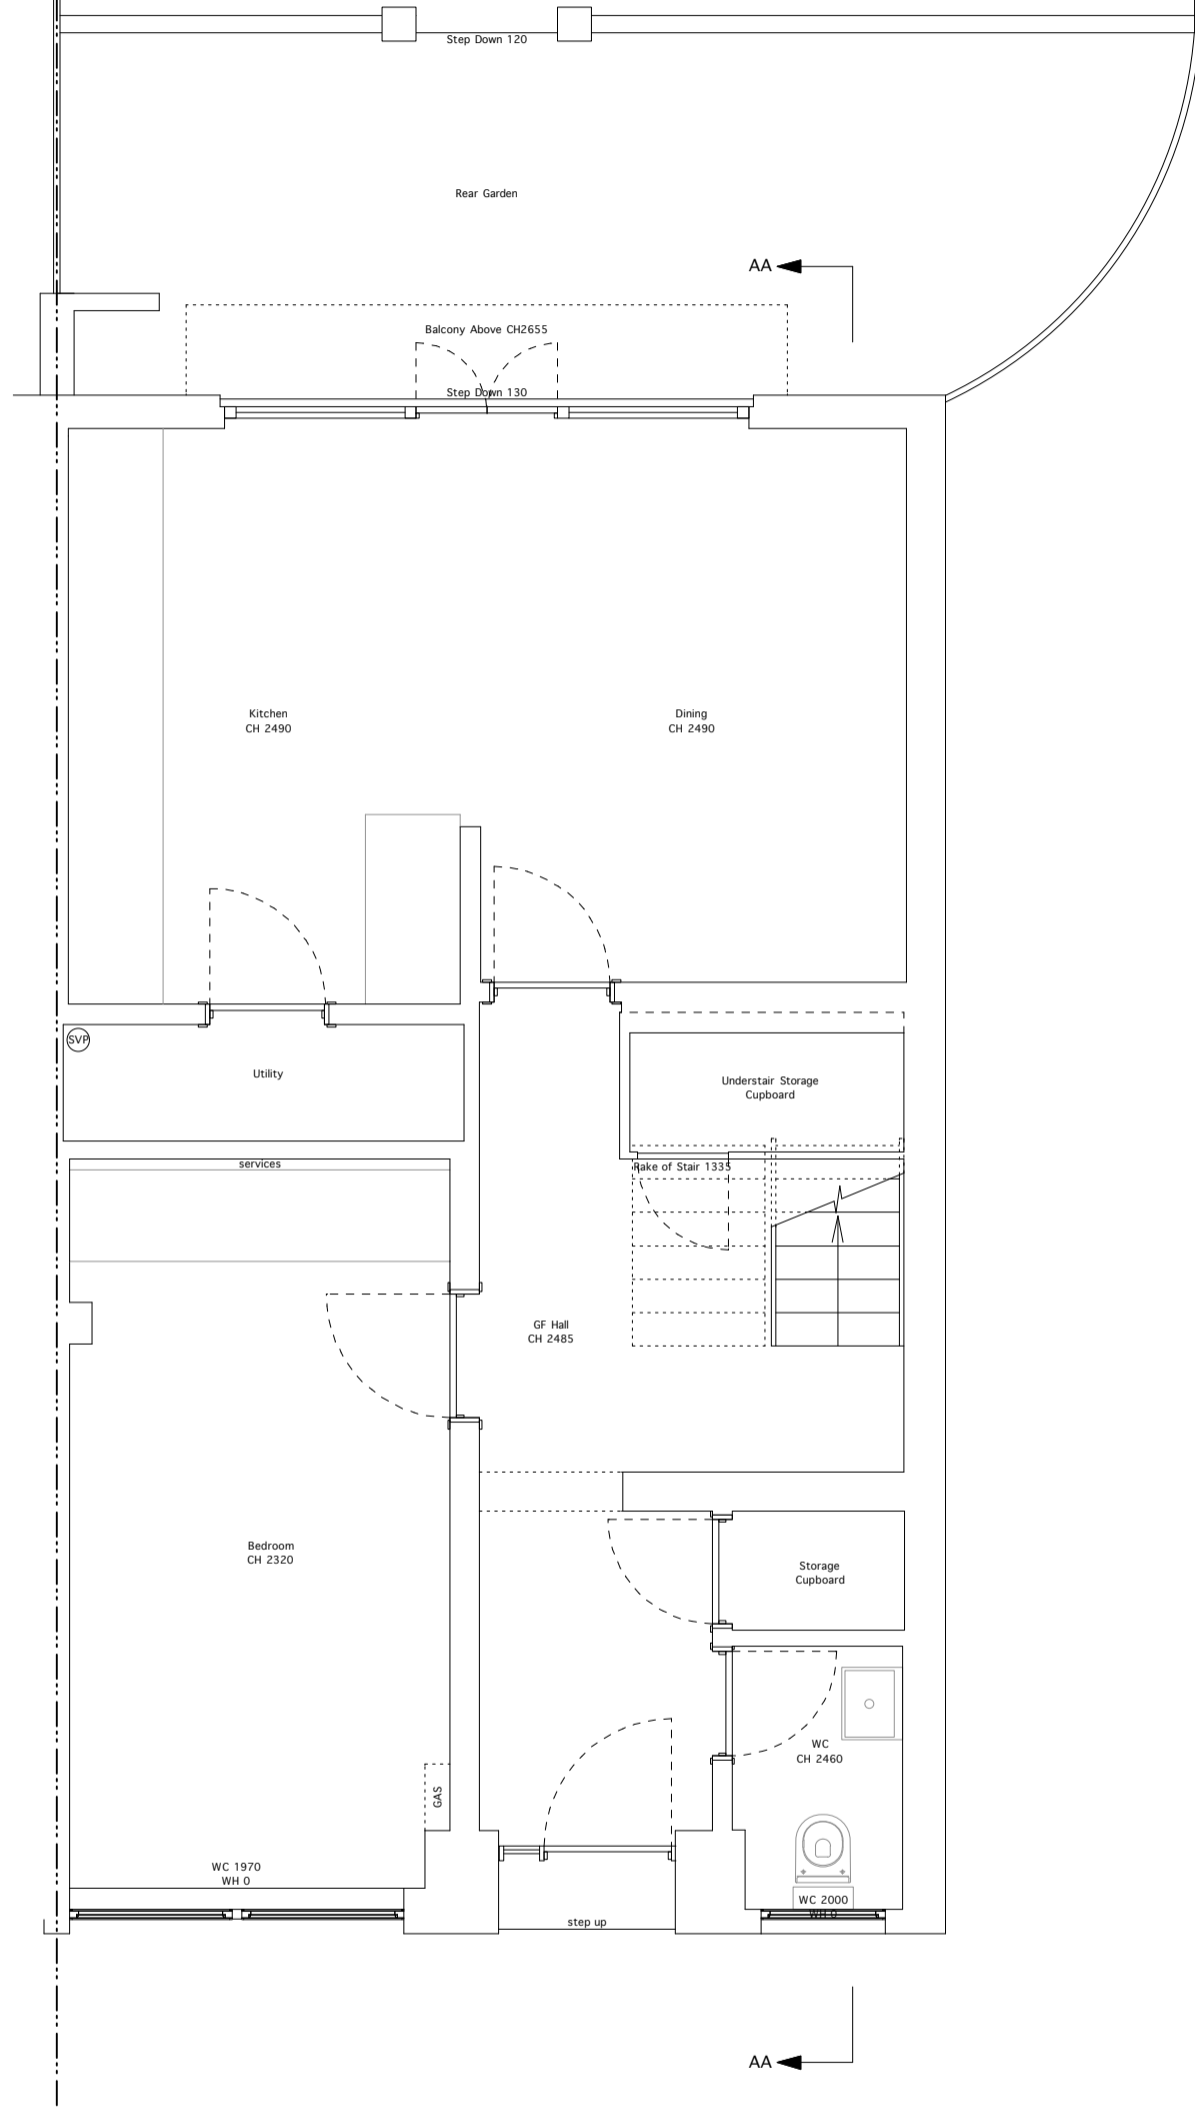 Step Down 120
Rear Garden
AA
Balcony Above CH2655
Step Down 130
Kitchen
CH 2490
Dining
CH 2490
SVP
Utility
Understair Storage
Cupboard
services
Rake of Stair 1335
GF Hall
CH 2485
Bedroom
CH 2320
Storage
Cupboard
WC
CH 2460
GAS
WC 1970
WH 0
WC 2000
WH 0
step up
AA